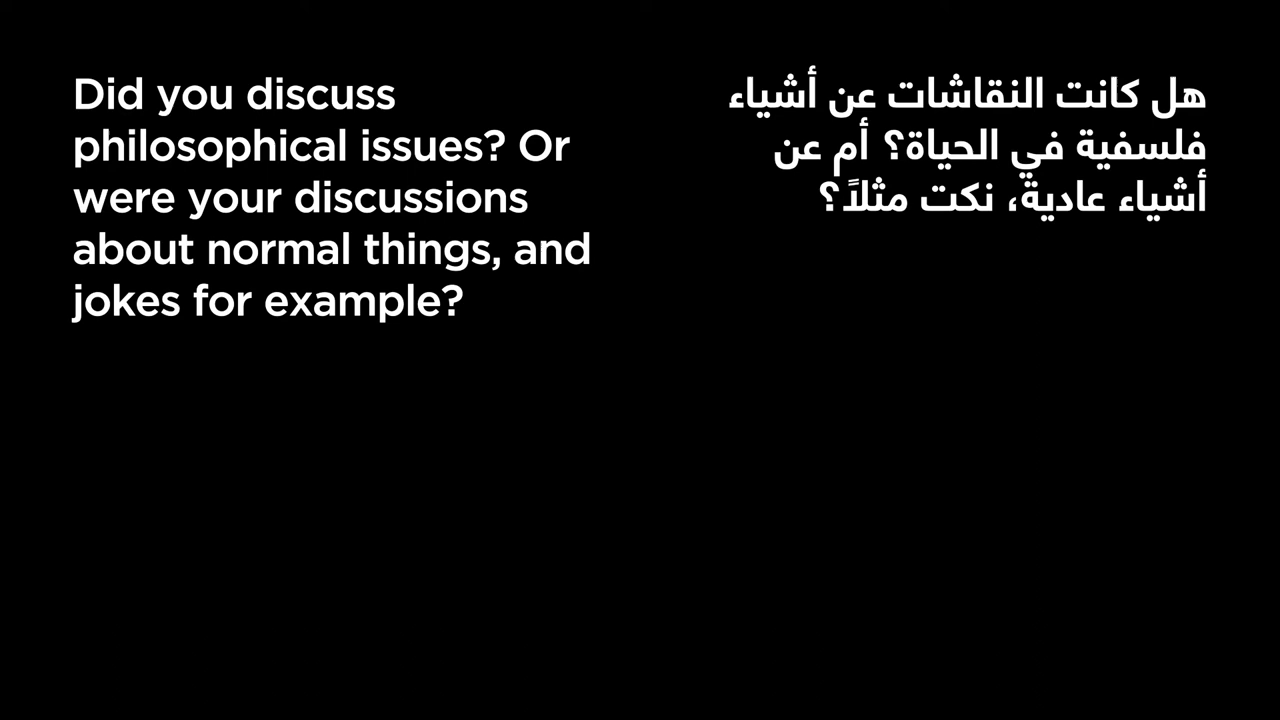 Did you discuss
philosophical issues? Or
were your discussions
about normal things, and
jokes for example?
هل كانت النقاشات عن أشياء
فلسفية في الحياة؟ أم عن
أشياء عادية، نكت مثلاً؟